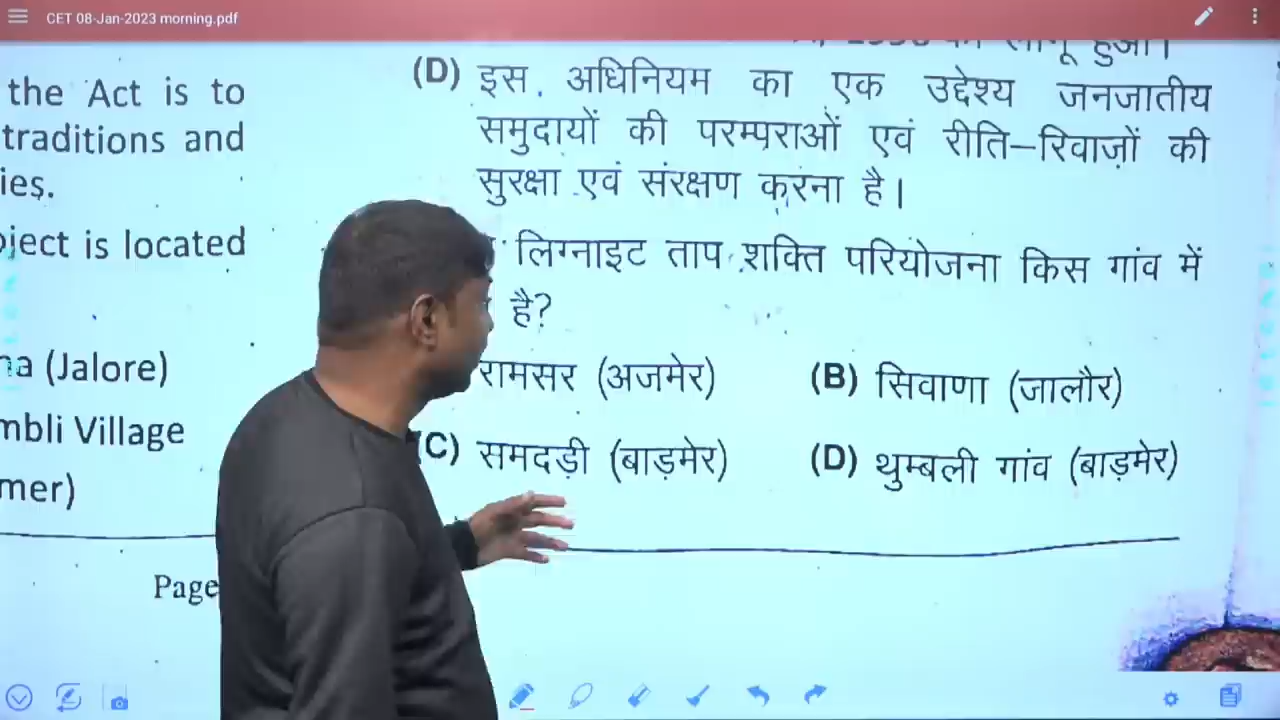 CET 08-Jan-2023 morning.pdf
the Act is to
traditions and
ies.
ject is located
na (Jalore)
mbli Village
mer)
Page
लागू हुआ।
(D) इस अधिनियम का एक उद्देश्य जनजातीय
समुदायों की परम्पराओं एवं रीति–रिवाज़ों की
सुरक्षा एवं संरक्षण करना है।
लिग्नाइट ताप शक्ति परियोजना किस गांव में
है?
रामसर (अजमेर) (B) सिवाणा (जालौर)
(C) समदड़ी (बाड़मेर) (D) थुम्बली गांव (बाड़मेर)